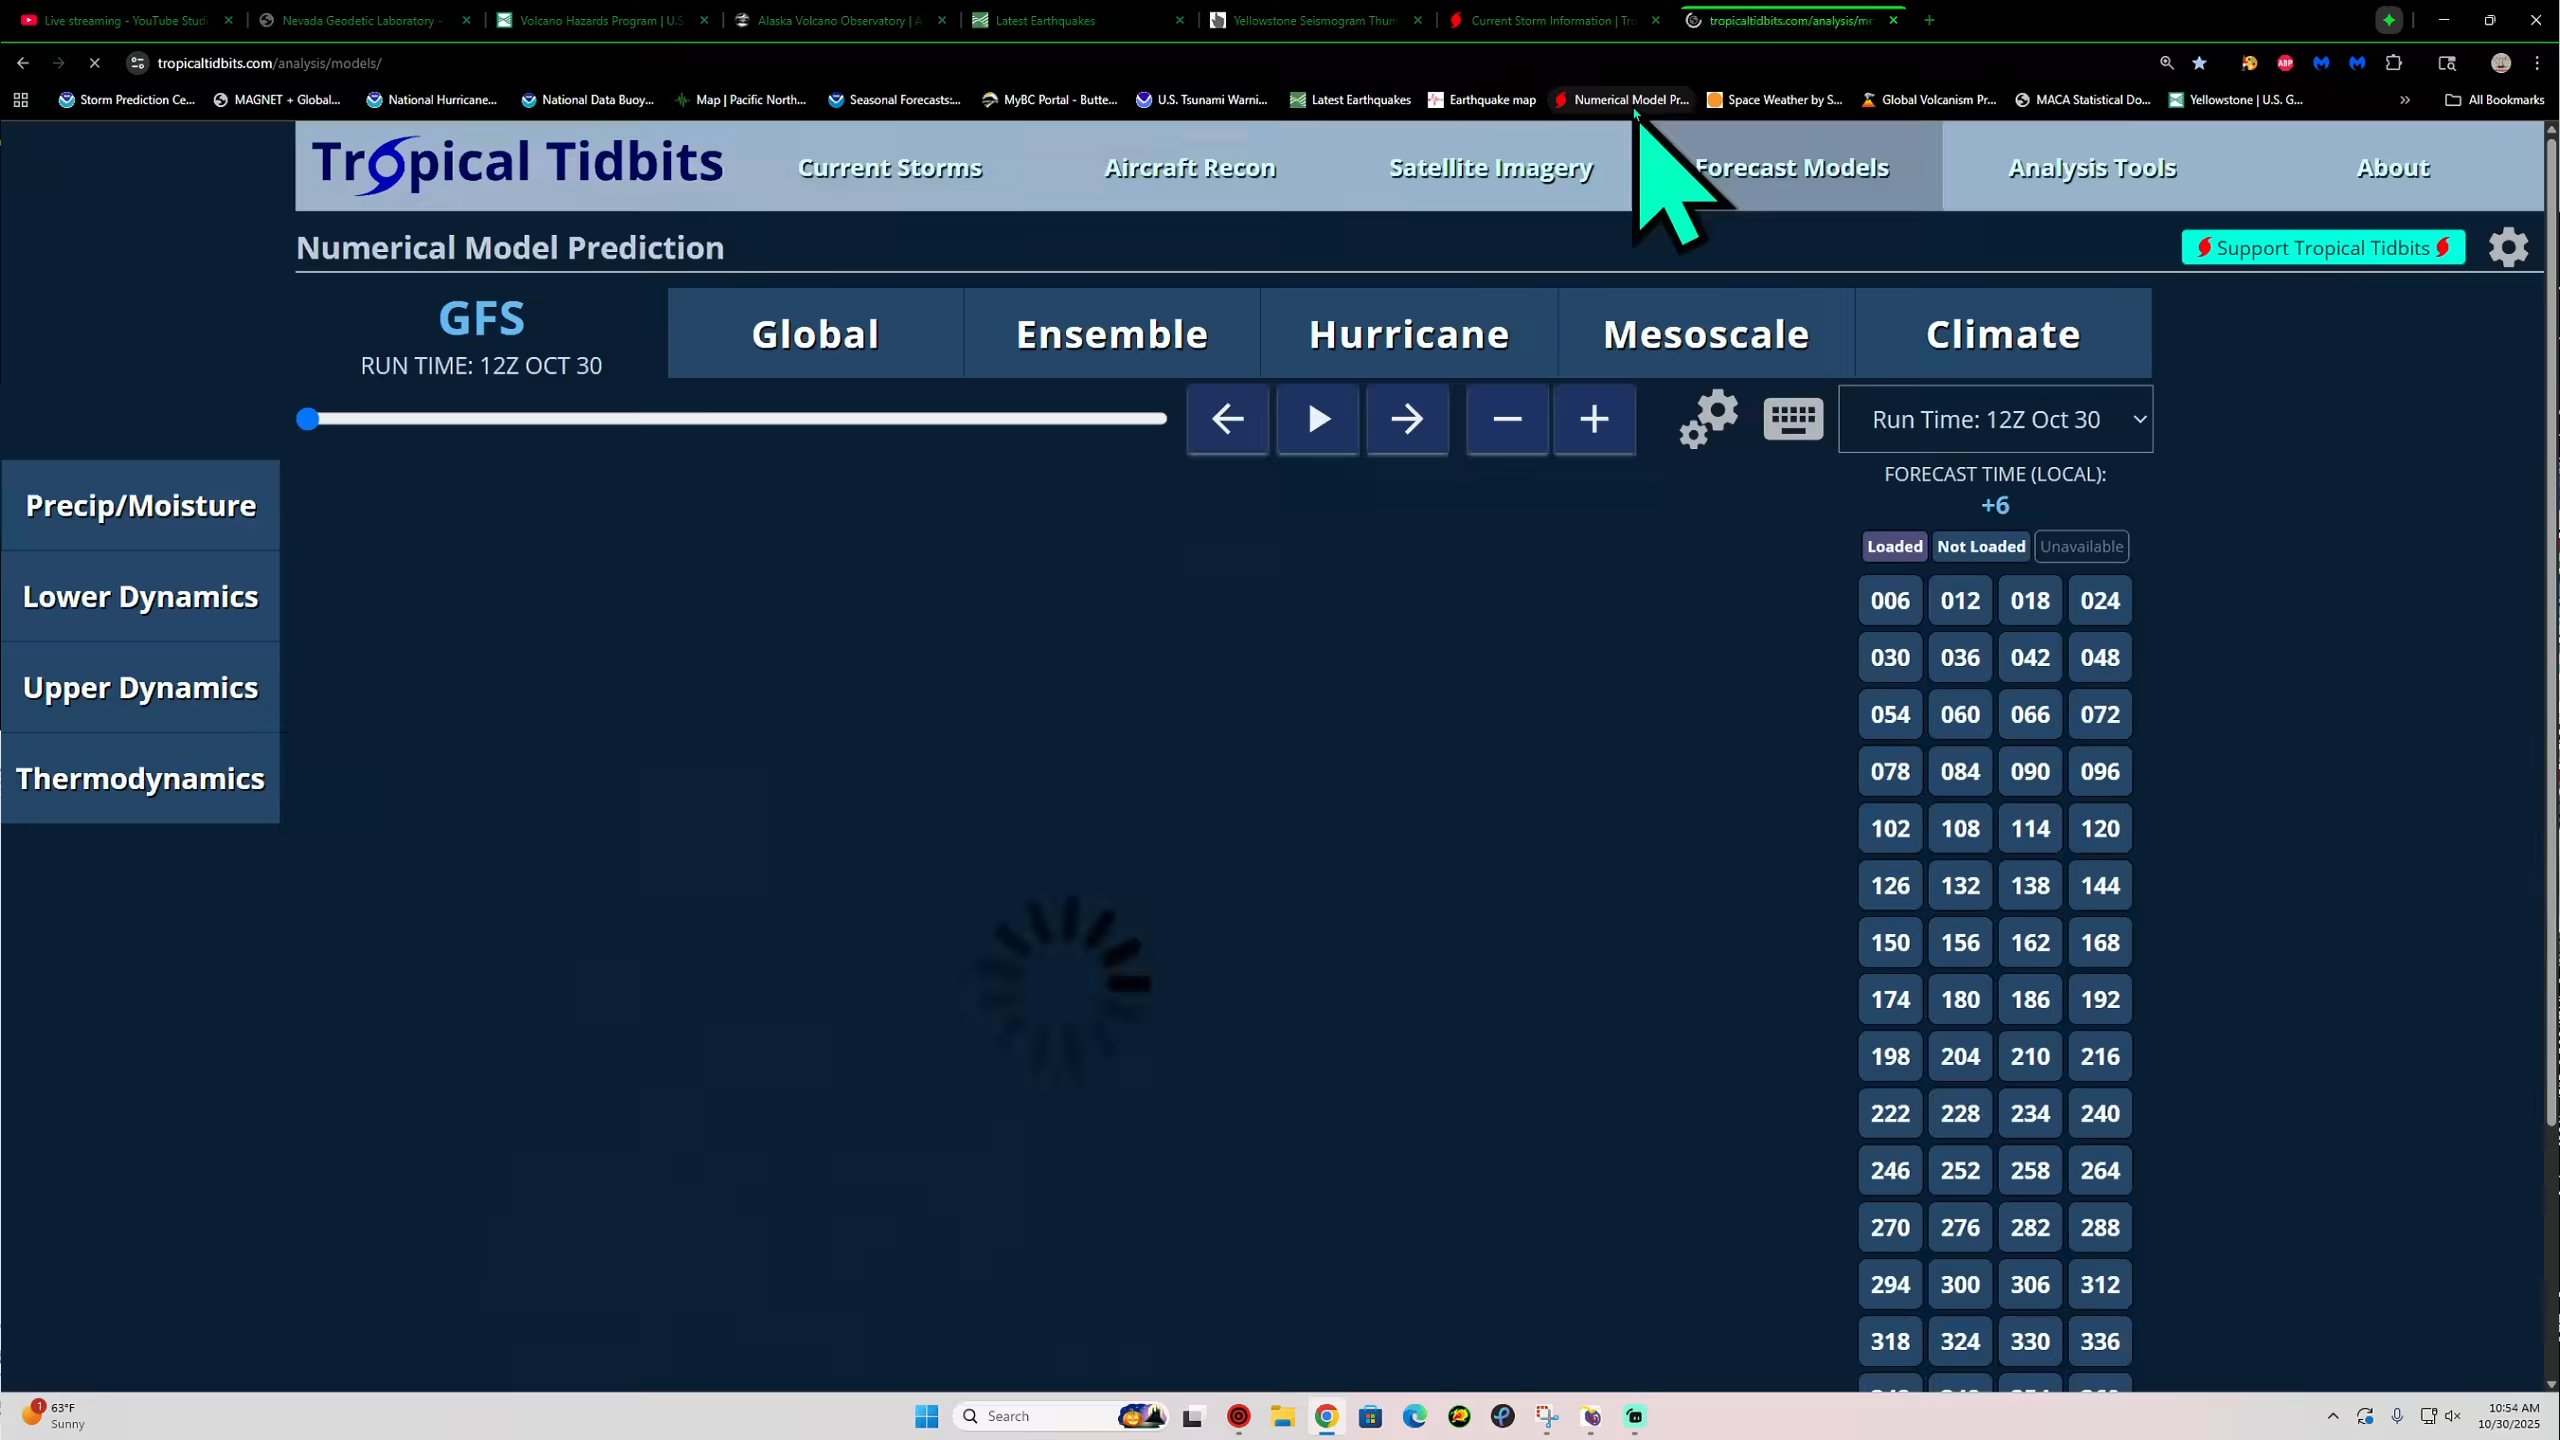 Live streaming - YouTube Studi
Nevada Geodetic Laboratory -
Volcano Hazards Program | U.S
Alaska Volcano Observatory | A
Latest Earthquakes
Yellowstone Seismogram Thum
Current Storm Information | Tro
tropicaltidbits.com/analysis/mo
tropicaltidbits.com/analysis/models/
ABP
Storm Prediction Ce...
MAGNET + Global...
National Hurricane...
National Data Buoy...
Map | Pacific North...
Seasonal Forecasts:...
MyBC Portal - Butte...
U.S. Tsunami Warni...
Latest Earthquakes
Earthquake map
Numerical Model Pr...
Space Weather by S...
Global Volcanism Pr...
MACA Statistical Do...
Yellowstone | U.S. G...
»
All Bookmarks
Tropical Tidbits
Current Storms
Aircraft Recon
Satellite Imagery
Forecast Models
Analysis Tools
About
Numerical Model Prediction
Support Tropical Tidbits
GFS
RUN TIME: 12Z OCT 30
Global
Ensemble
Hurricane
Mesoscale
Climate
Run Time: 12Z Oct 30
FORECAST TIME (LOCAL):
+6
Loaded Not Loaded Unavailable
Precip/Moisture
Lower Dynamics
Upper Dynamics
Thermodynamics
006 012 018 024
030 036 042 048
054 060 066 072
078 084 090 096
102 108 114 120
126 132 138 144
150 156 162 168
174 180 186 192
198 204 210 216
222 228 234 240
246 252 258 264
270 276 282 288
294 300 306 312
318 324 330 336
1
63°F
Sunny
Search
10:54 AM
10/30/2025